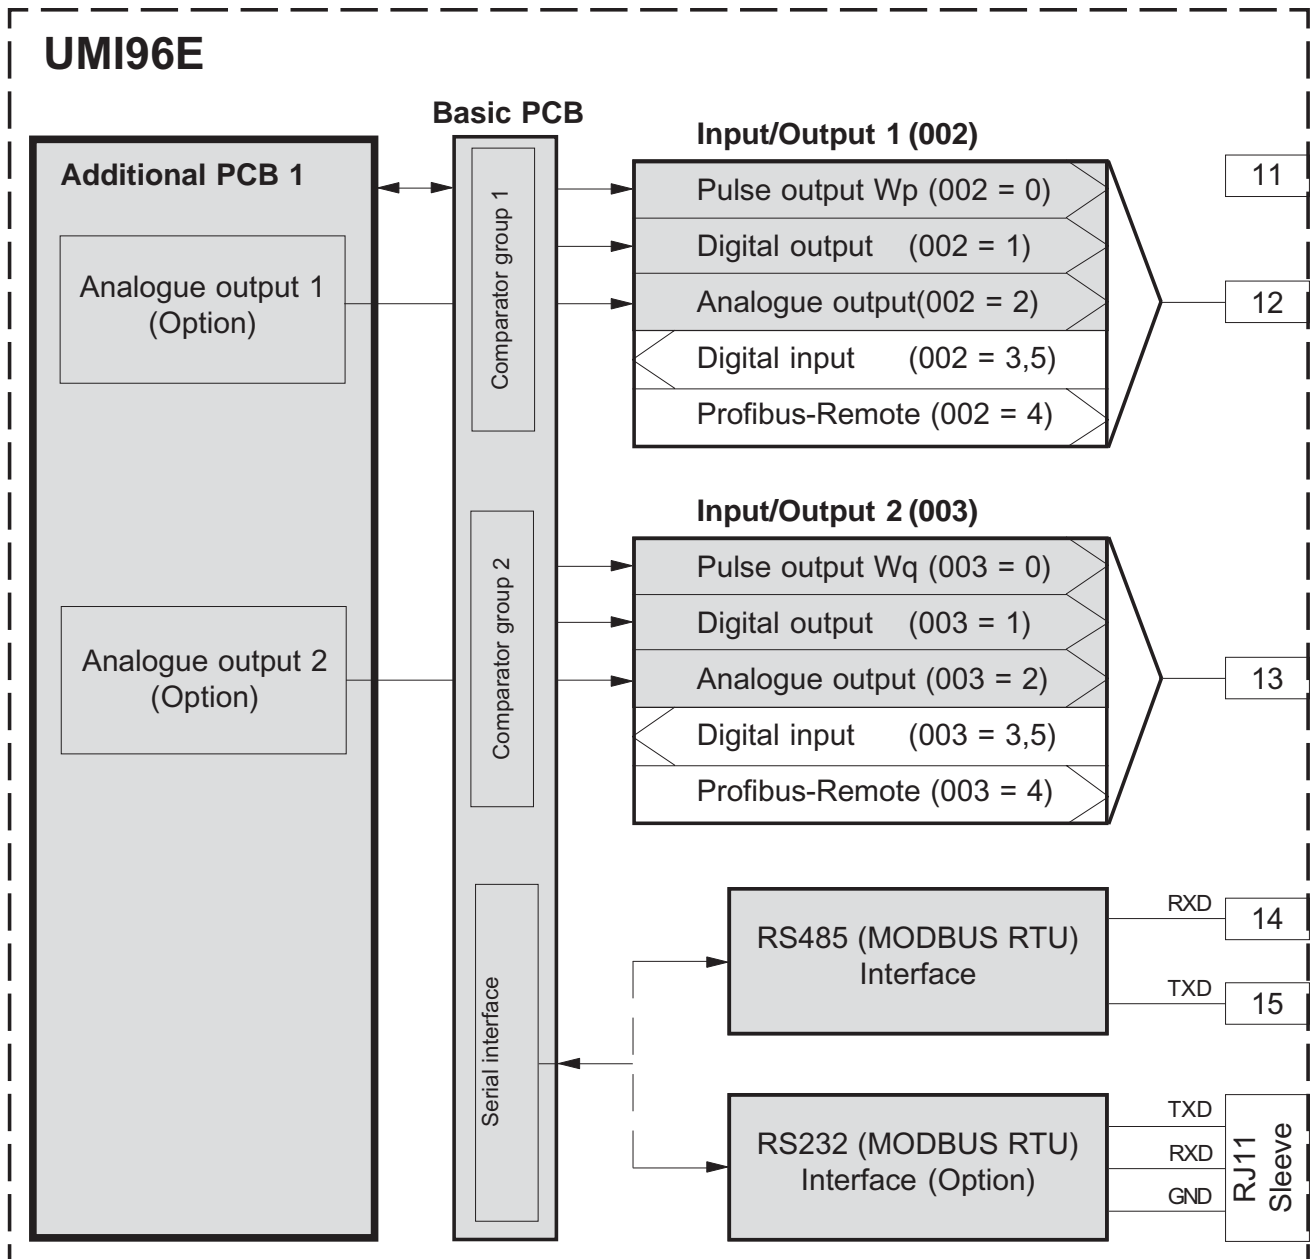 UMI96E
Basic PCB
Additional PCB 1
Analogue output 1
(Option)
Analogue output 2
(Option)
Comparator group 1
Comparator group 2
Serial interface
Input/Output 1 (002)
Pulse output Wp (002 = 0)
Digital output (002 = 1)
Analogue output(002 = 2)
Digital input (002 = 3,5)
Profibus-Remote (002 = 4)
11
12
Input/Output 2 (003)
Pulse output Wq (003 = 0)
Digital output (003 = 1)
Analogue output (003 = 2)
Digital input (003 = 3,5)
Profibus-Remote (003 = 4)
13
RS485 (MODBUS RTU)
Interface
RXD
14
TXD
15
RS232 (MODBUS RTU)
Interface (Option)
TXD
RXD
GND
RJ11
Sleeve